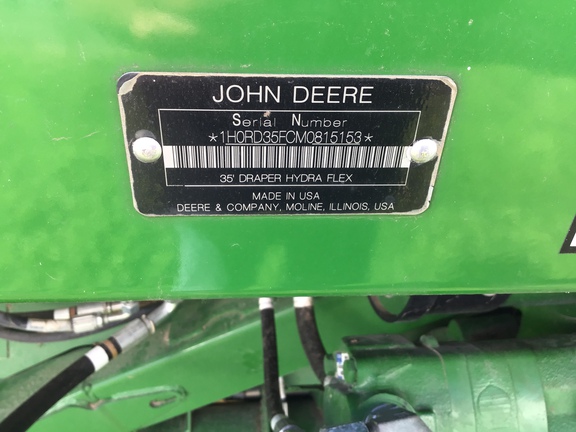 JOHN DEERE
Serial Number
*1H0RD35FCM0815153*
35' DRAPER HYDRA FLEX
MADE IN USA
DEERE & COMPANY, MOLINE, ILLINOIS, USA